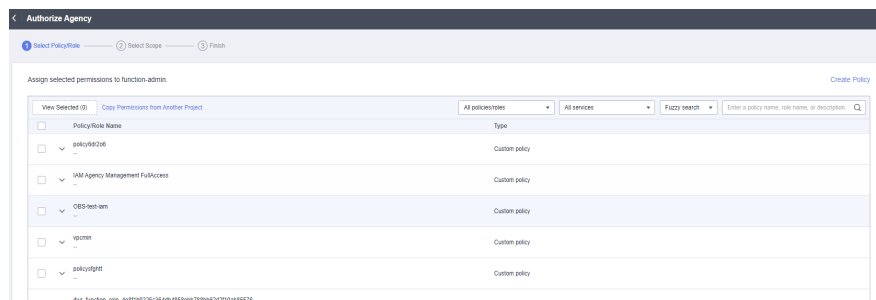 Authorize Agency
1 Select Policy/Role 2 Select Scope 3 Finish
Assign selected permissions to function-admin. Create Policy
View Selected (0) Copy Permissions from Another Project All policies/roles All services Fuzzy search Enter a policy name, role name, or description
Policy/Role Name Type
policy6dr2o6 Custom policy
--
IAM Agency Management FullAccess Custom policy
--
OBS-test-iam Custom policy
--
vpcmin Custom policy
--
policysfghtt Custom policy
--